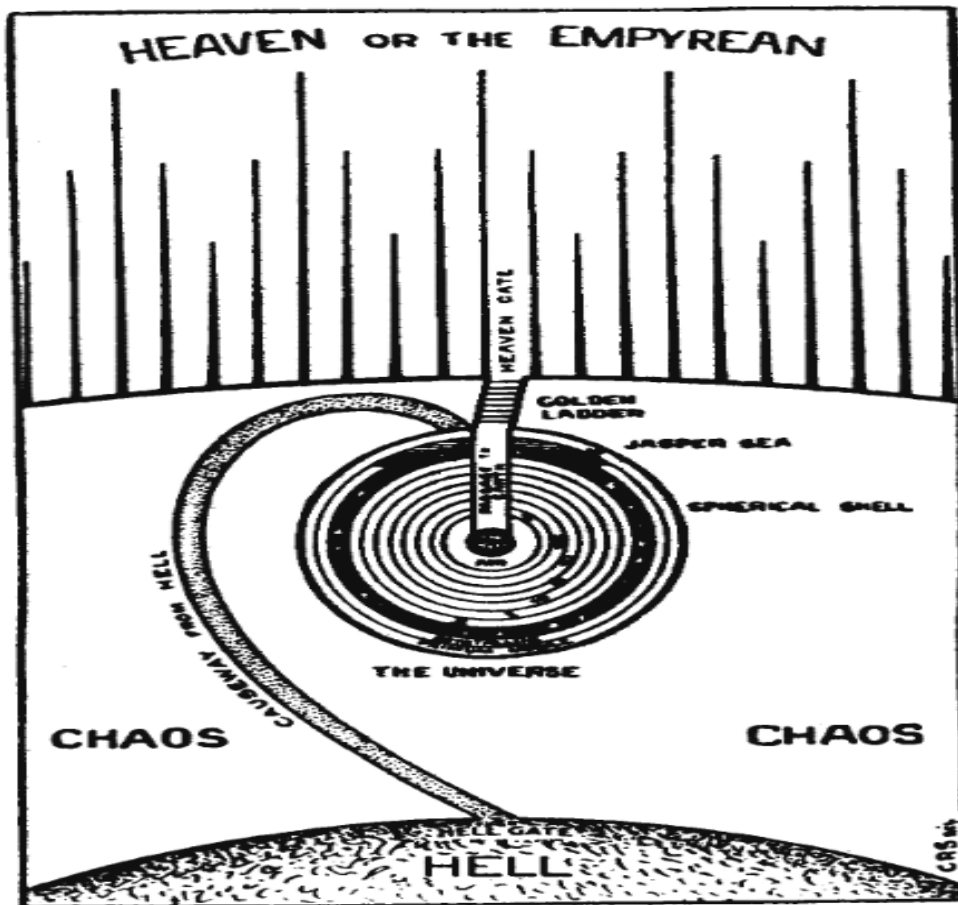 HEAVEN OR THE EMPYREAN
HEAVEN GATE
GOLDEN
LADDER
JASPER SEA
SPHERICAL SHELL
CAUSEWAY FROM HELL
THE UNIVERSE
CHAOS
CHAOS
HELL GATE
HELL